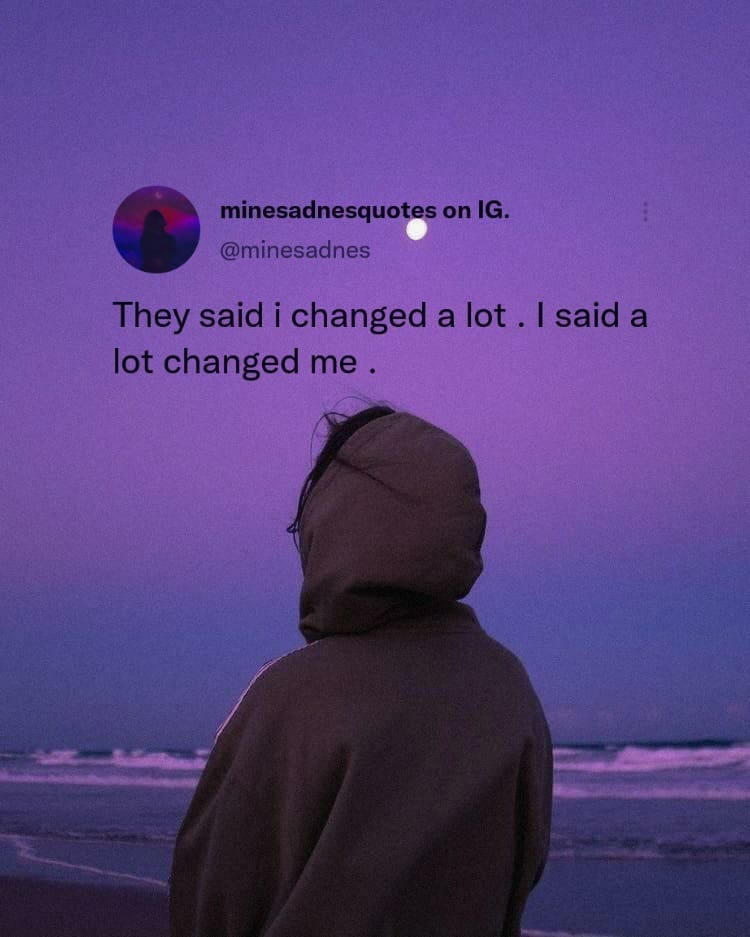 minesadnesquotes on IG.
@minesadnes
They said i changed a lot . I said a
lot changed me .